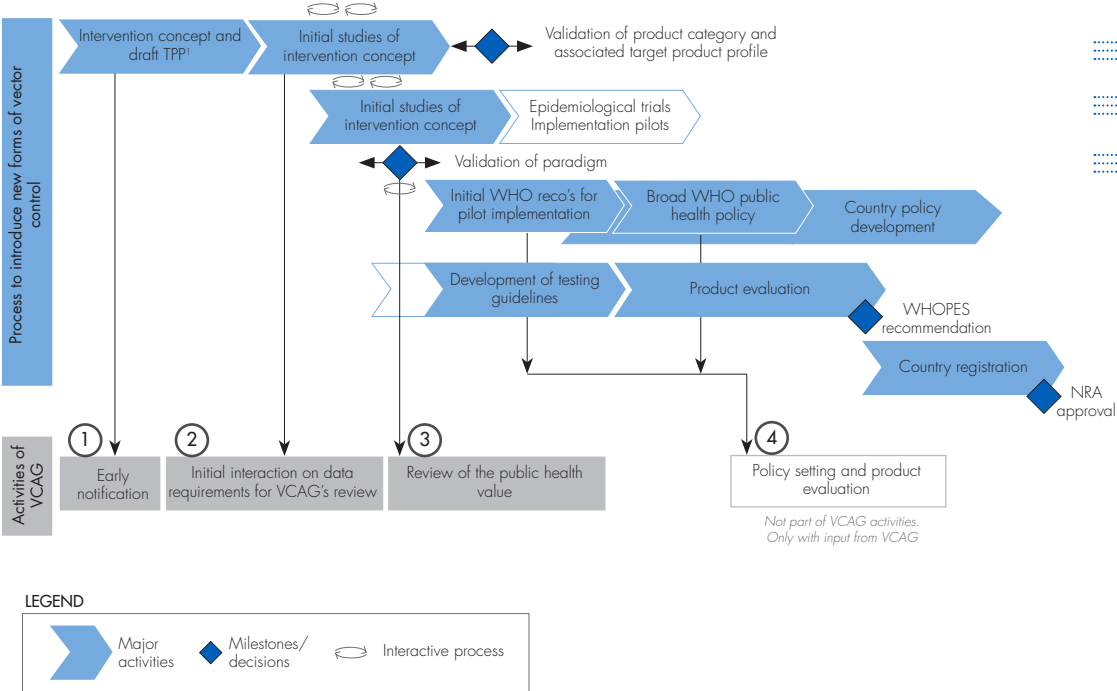 Process to introduce new forms of vector
control
Intervention concept and
draft TPP¹
Initial studies of
intervention concept
Validation of product category and
associated target product profile
Initial studies of
intervention concept
Epidemiological trials
Implementation pilots
Validation of paradigm
Initial WHO reco's for
pilot implementation
Broad WHO public
health policy
Country policy
development
Development of testing
guidelines
Product evaluation
WHOPES
recommendation
Country registration
NRA
approval
Activities of
VCAG
1
Early
notification
2
Initial interaction on data
requirements for VCAG's review
3
Review of the public health
value
4
Policy setting and product
evaluation
Not part of VCAG activities.
Only with input from VCAG
LEGEND
Major
activities
Milestones/
decisions
Interactive process